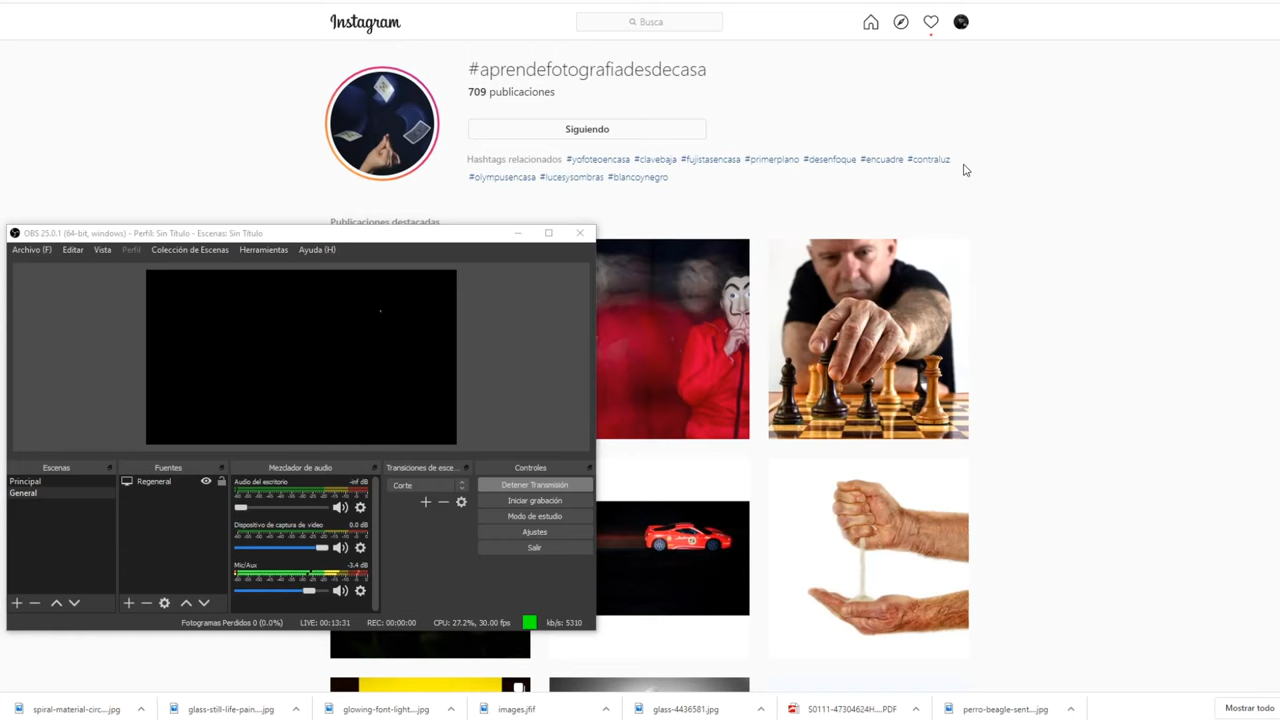 Instagram
Busca
#aprendefotografiadesdecasa
709 publicaciones
Siguiendo
Hashtags relacionados #yofotoencasa #clavebaja #fujistasencasa #primerplano #desenfoque #encuadre #contraluz
#olympusencasa #lucesysombras #blancoynegro
Publicaciones destacadas
OBS 25.0.1 (64-bit, windows) - Perfil: Sin Título - Escenas: Sin Título
Archivo (F) Editar Vista Perfil Colección de Escenas Herramientas Ayuda (H)
Escenas Fuentes Mezclador de audio Transiciones de esce... Controles
Principal
General
Regeneral
Audio del escritorio -inf dB
Dispositivo de captura de video 0.0 dB
Mic/Aux -3.4 dB
Corte
Detener Transmisión
Iniciar grabación
Modo de estudio
Ajustes
Salir
Fotogramas Perdidos 0 (0.0%) LIVE: 00:13:31 REC: 00:00:00 CPU: 27.2%, 30.00 fps kb/s: 5310
spiral-material-circ....jpg glass-still-life-pain....jpg glowing-font-light....jpg images.jfif glass-4436581.jpg S0111-47304624H....PDF perro-beagle-sent....jpg Mostrar todo